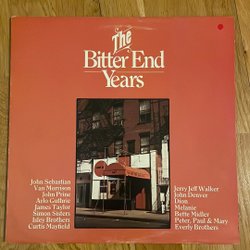 The
Bitter End
Years
John Sebastian
Van Morrison
John Prine
Arlo Guthrie
James Taylor
Simon Sisters
Isley Brothers
Curtis Mayfield
Jerry Jeff Walker
John Denver
Dion
Melanie
Bette Midler
Peter, Paul & Mary
Everly Brothers